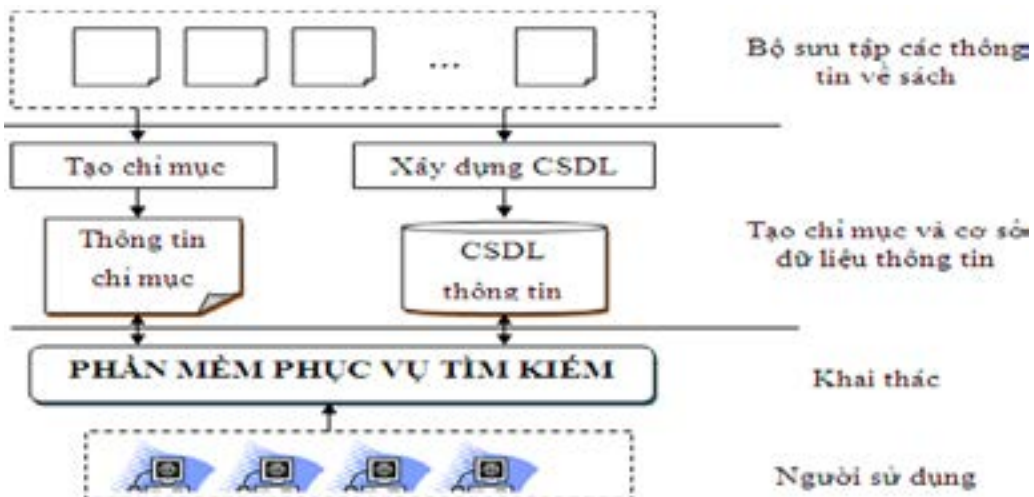 ...
Bộ sưu tập các thông
tin về sách
Tạo chỉ mục
Xây dựng CSDL
Thông tin
chỉ mục
CSDL
thông tin
Tạo chỉ mục và cơ sở
dữ liệu thông tin
PHẦN MỀM PHỤC VỤ TÌM KIẾM
Khai thác
Người sử dụng